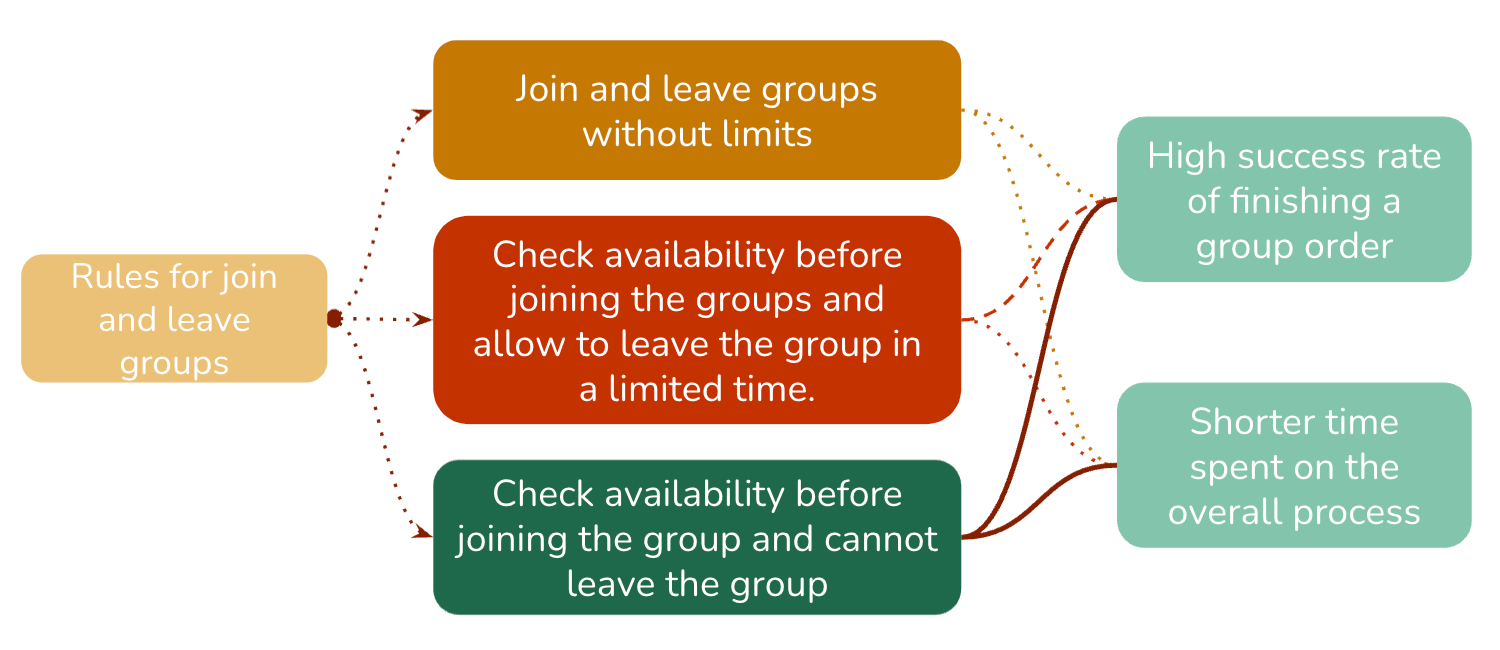 Rules for join
and leave
groups
Join and leave groups
without limits
Check availability before
joining the groups and
allow to leave the group in
a limited time.
Check availability before
joining the group and cannot
leave the group
High success rate
of finishing a
group order
Shorter time
spent on the
overall process